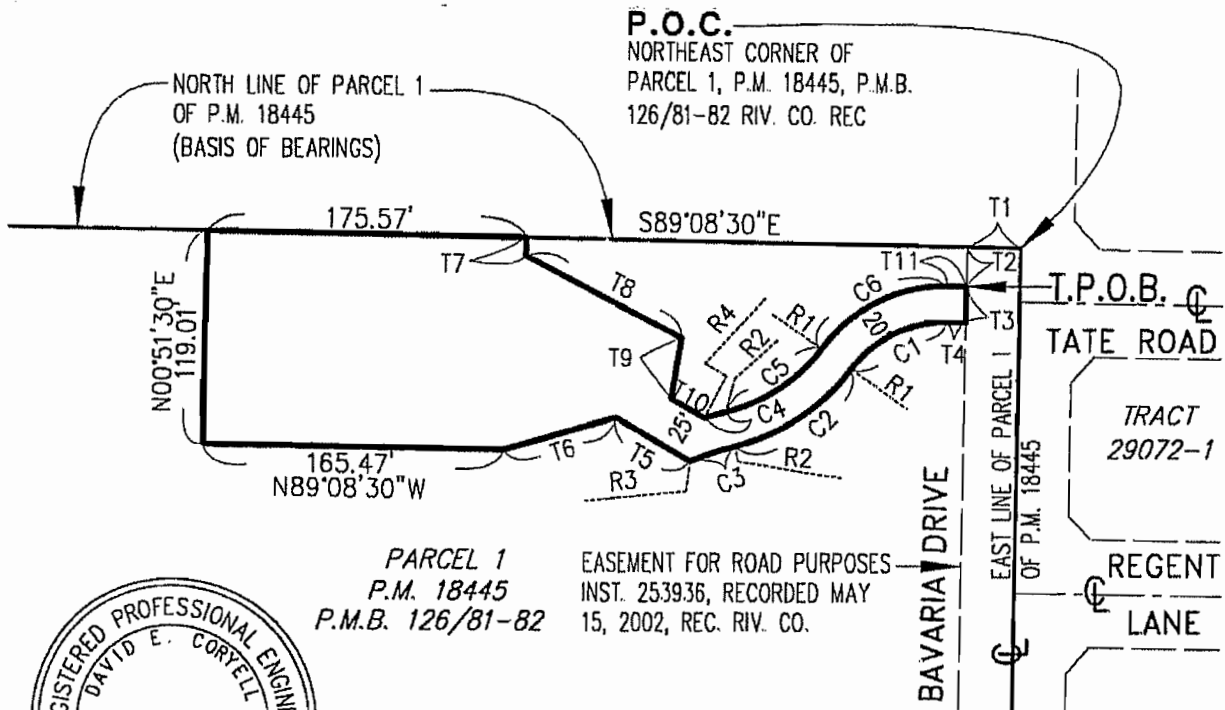 P.O.C.
NORTHEAST CORNER OF
PARCEL 1, P.M. 18445, P.M.B.
126/81-82 RIV. CO. REC
NORTH LINE OF PARCEL 1
OF P.M. 18445
(BASIS OF BEARINGS)
175.57'
S89°08'30"E
T1
T7
T11
T2
T8
C6
T.P.O.B.
℄
R4
R1
20'
T3
N00°51'30"E
119.01
T9
R2
C1
T4
TATE ROAD
C5
T10
C4
R1
25'
C2
TRACT
29072-1
T6
T5
165.47'
N89°08'30"W
R3
C3
R2
EAST LINE OF PARCEL 1
OF P.M. 18445
BAVARIA DRIVE
PARCEL 1
P.M. 18445
P.M.B. 126/81-82
EASEMENT FOR ROAD PURPOSES
INST. 253936, RECORDED MAY
15, 2002, REC. RIV. CO.
REGENT
℄
LANE
℄
GISTERED PROFESSIONAL ENGINE
DAVID E. CORYELL